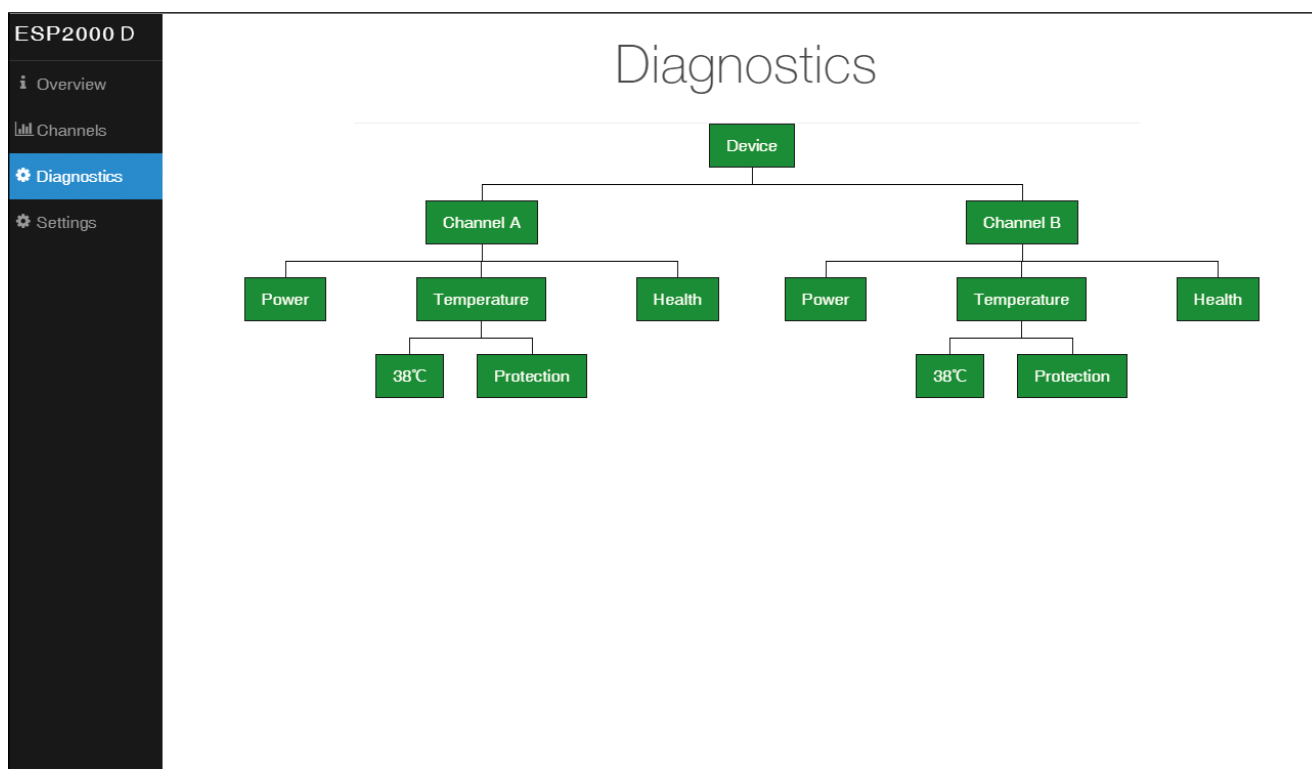 ESP2000 D
Overview
Channels
Diagnostics
Settings
Diagnostics
Device
Channel A
Channel B
Power
Temperature
Health
Power
Temperature
Health
38℃
Protection
38℃
Protection